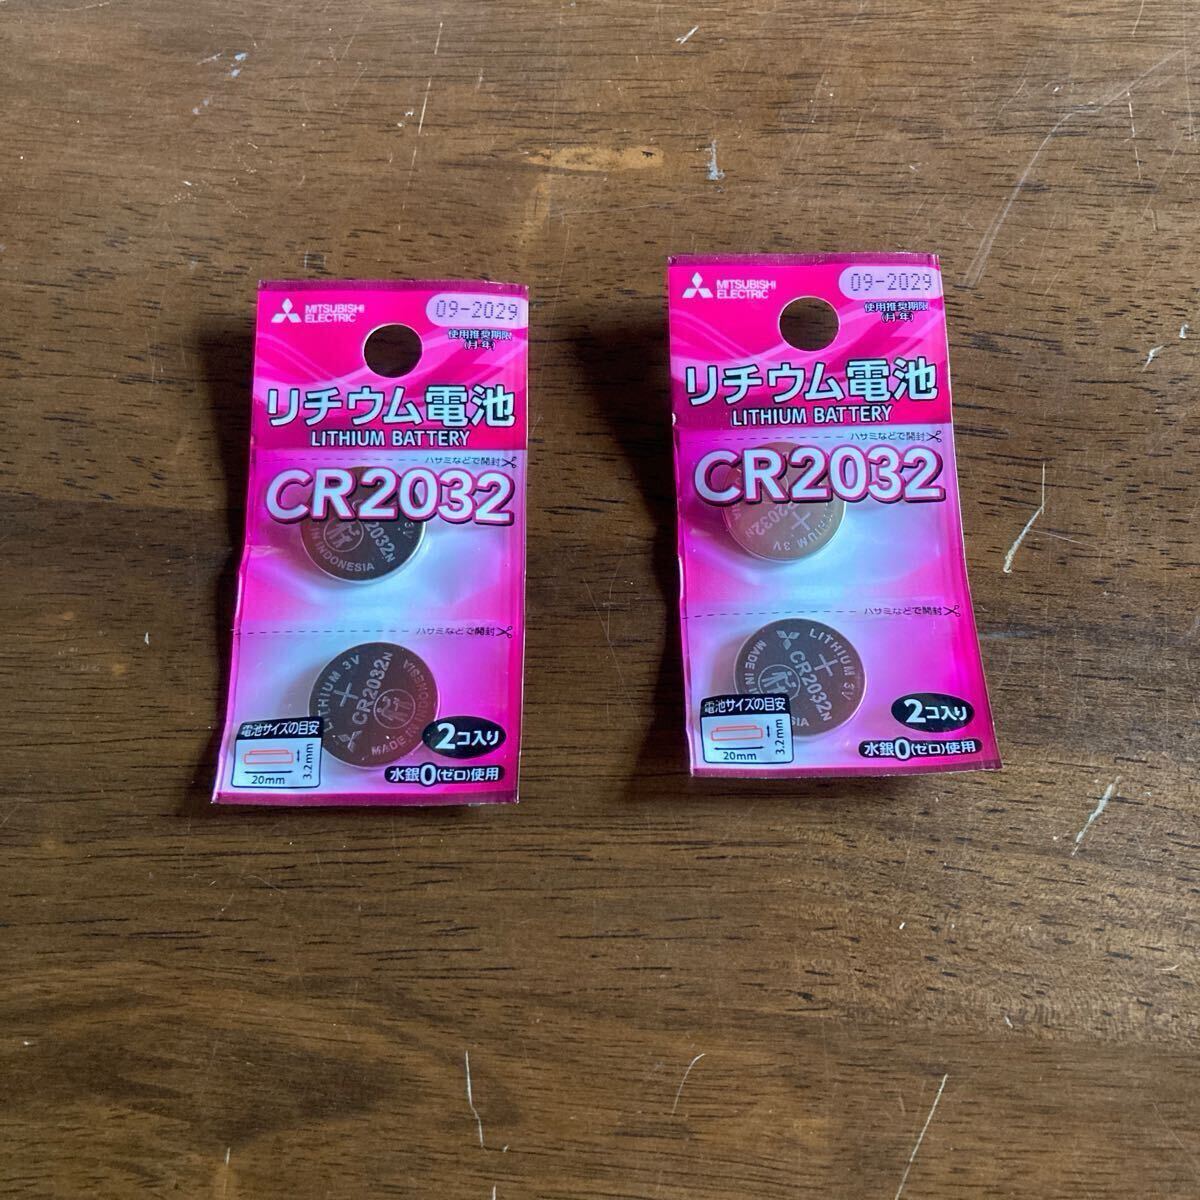 MITSUBISHI
ELECTRIC
09-2029
使用推奨期限
(月-年)
リチウム電池
LITHIUM BATTERY
ハサミなどで開封
CR2032
2032N
3V
IN INDONESIA
ハサミなどで開封
LITHIUM 3V
+
CR2032N
MADE IN INDONESIA
電池サイズの目安
20mm
3.2mm
2コ入り
水銀0(ゼロ)使用
MITSUBISHI
ELECTRIC
09-2029
使用推奨期限
(月-年)
リチウム電池
LITHIUM BATTERY
ハサミなどで開封
CR2032
2032N
+
LITHIUM 3V
ハサミなどで開封
LITHIUM 3V
+
CR2032N
MADE IN
電池サイズの目安
20mm
3.2mm
2コ入り
水銀0(ゼロ)使用